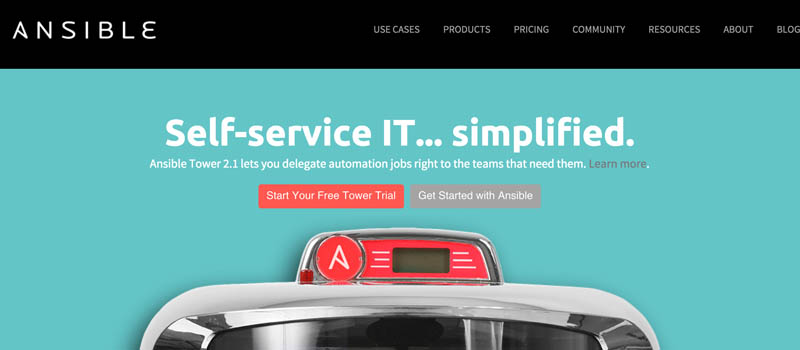 ANSIBLE
USE CASES PRODUCTS PRICING COMMUNITY RESOURCES ABOUT BLOG
Self-service IT... simplified.
Ansible Tower 2.1 lets you delegate automation jobs right to the teams that need them. Learn more.
Start Your Free Tower Trial Get Started with Ansible
A